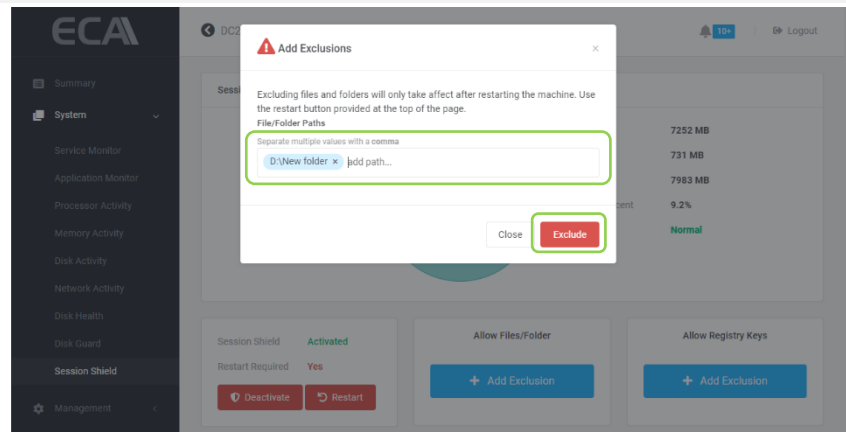 ECA
DC2
10+
Logout
Add Exclusions
×
Summary
System
Service Monitor
Application Monitor
Processor Activity
Memory Activity
Disk Activity
Network Activity
Disk Health
Disk Guard
Session Shield
Management
Sessi
Excluding files and folders will only take affect after restarting the machine. Use
the restart button provided at the top of the page.
File/Folder Paths
Separate multiple values with a comma
D:\New folder × add path...
Close
Exclude
7252 MB
731 MB
7983 MB
cent 9.2%
Normal
Session Shield Activated
Restart Required Yes
Deactivate
Restart
Allow Files/Folder
+ Add Exclusion
Allow Registry Keys
+ Add Exclusion